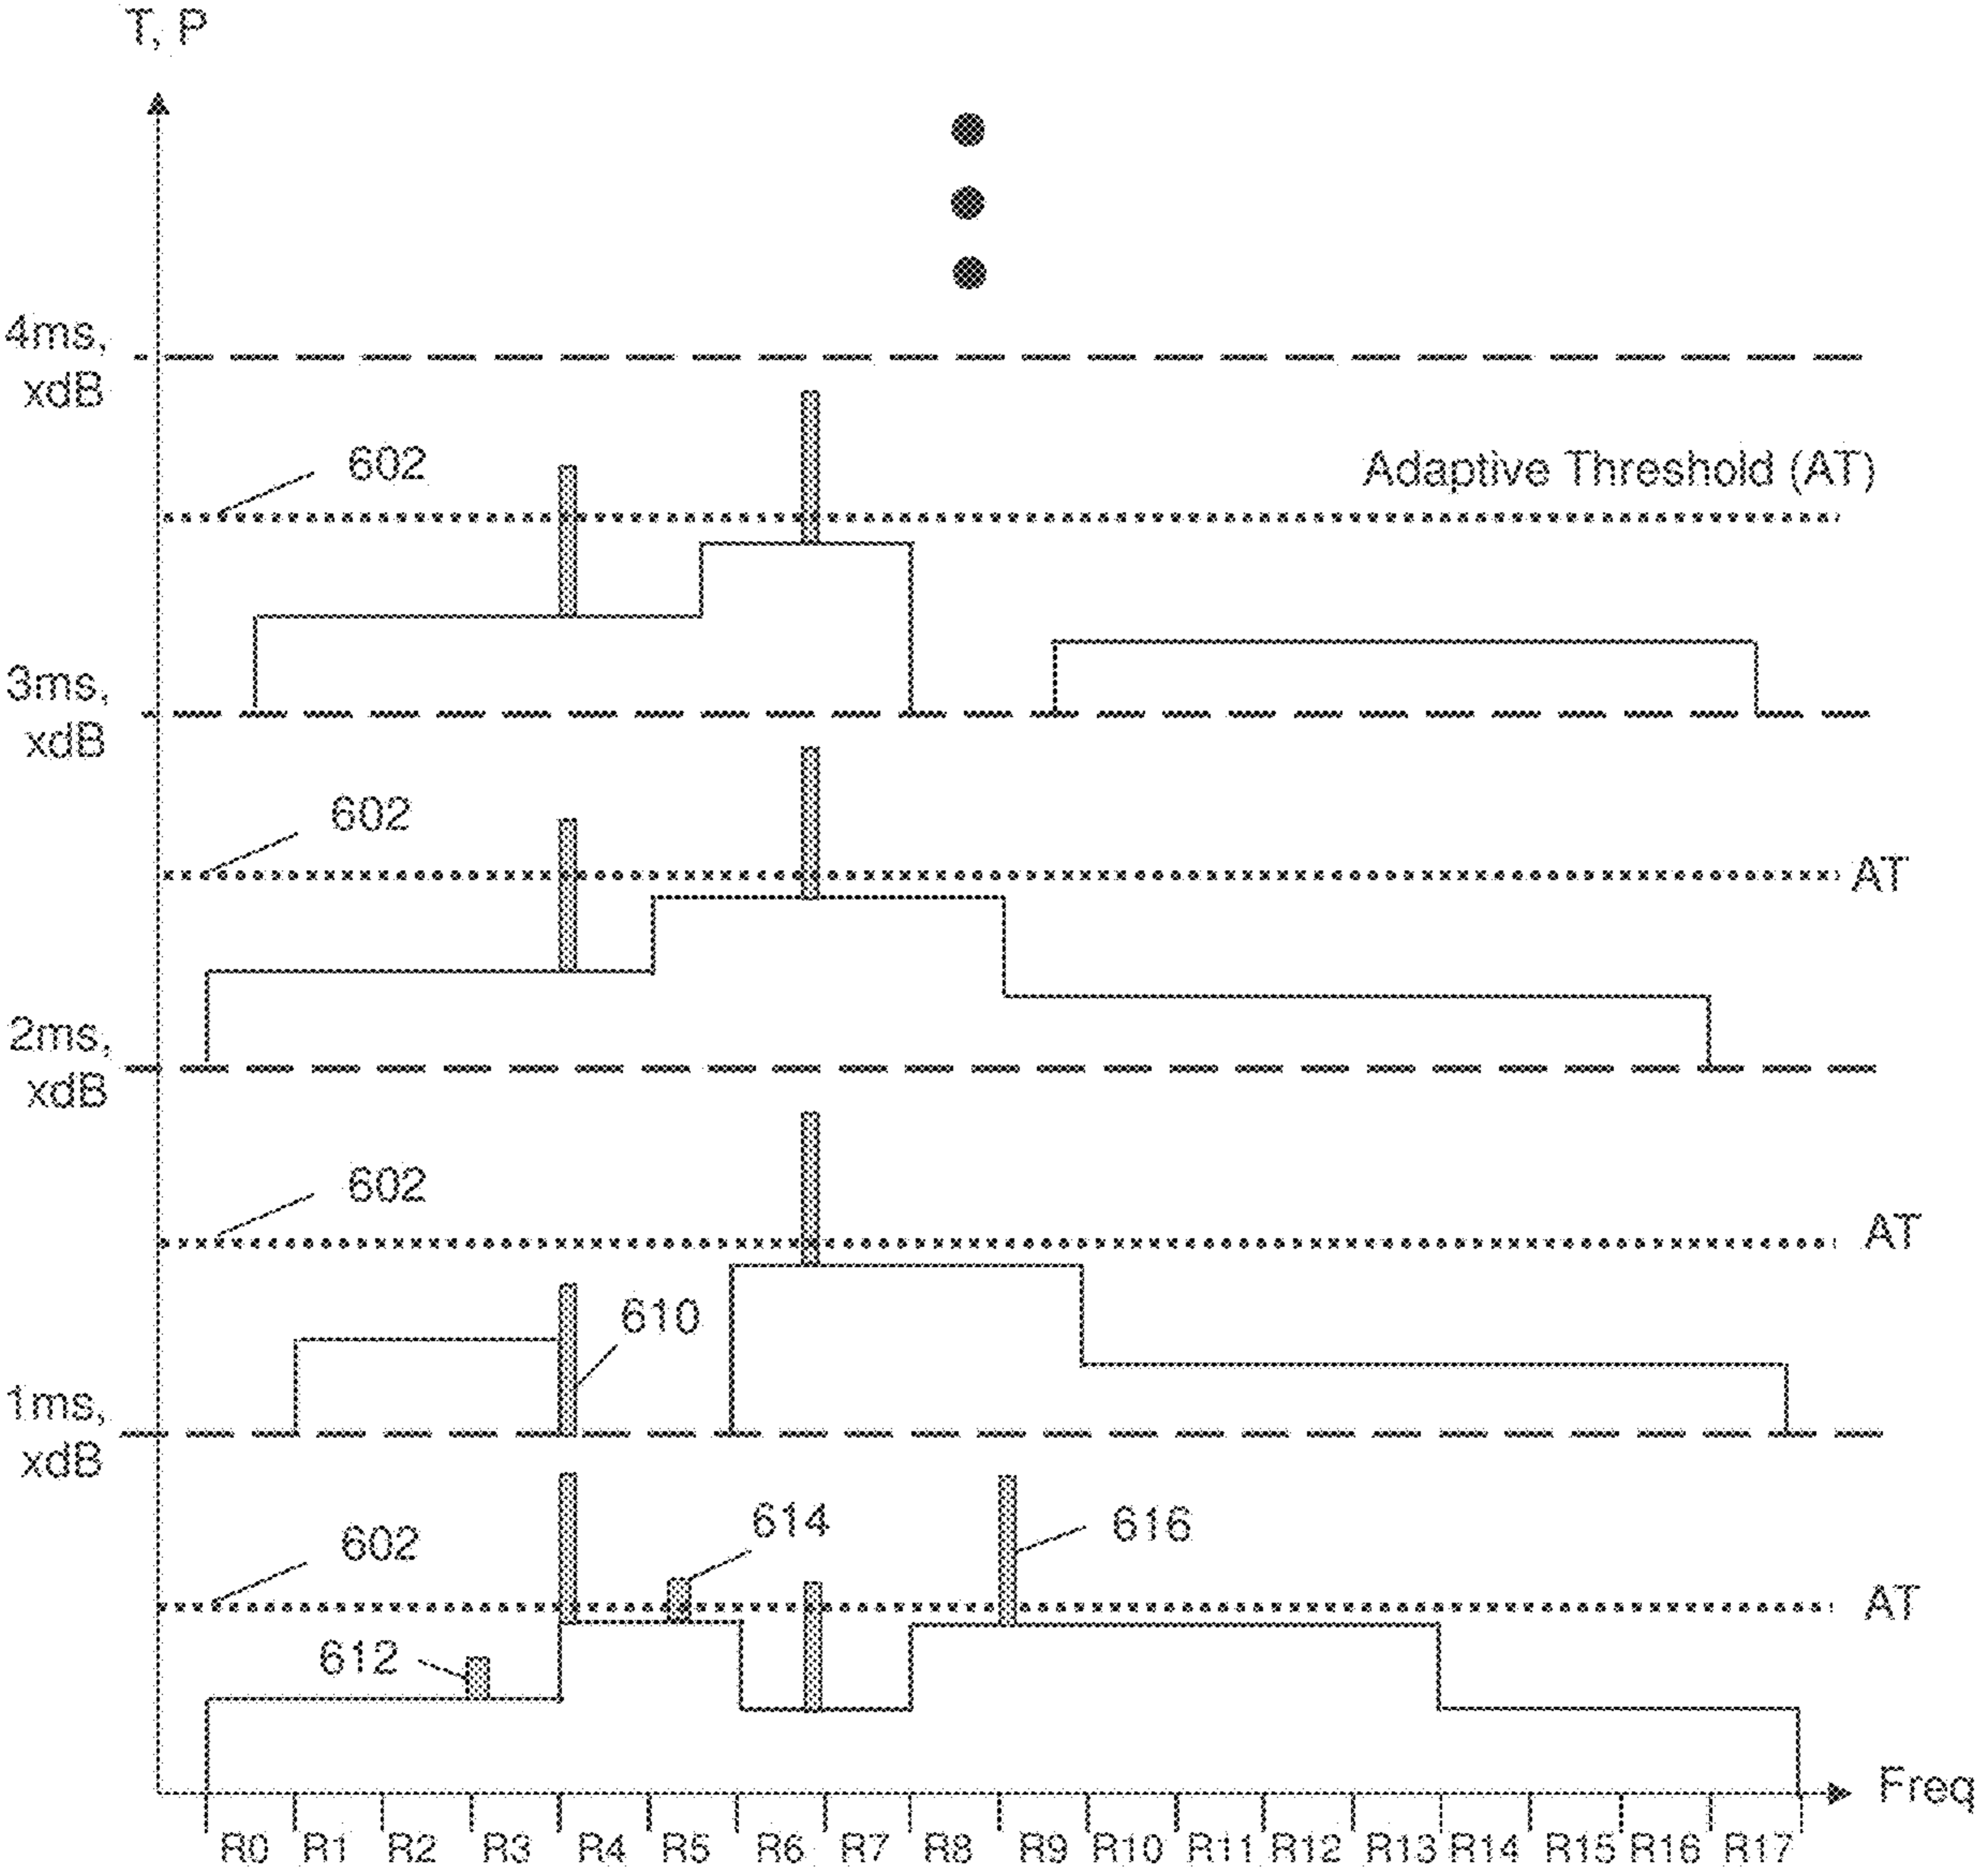 T, P
4ms,
xdB
602
Adaptive Threshold (AT)
3ms,
xdB
602
AT
2ms,
xdB
602
AT
610
1ms,
xdB
614
616
602
AT
612
Freq
R0 R1 R2 R3 R4 R5 R6 R7 R8 R9 R10 R11 R12 R13 R14 R15 R16 R17